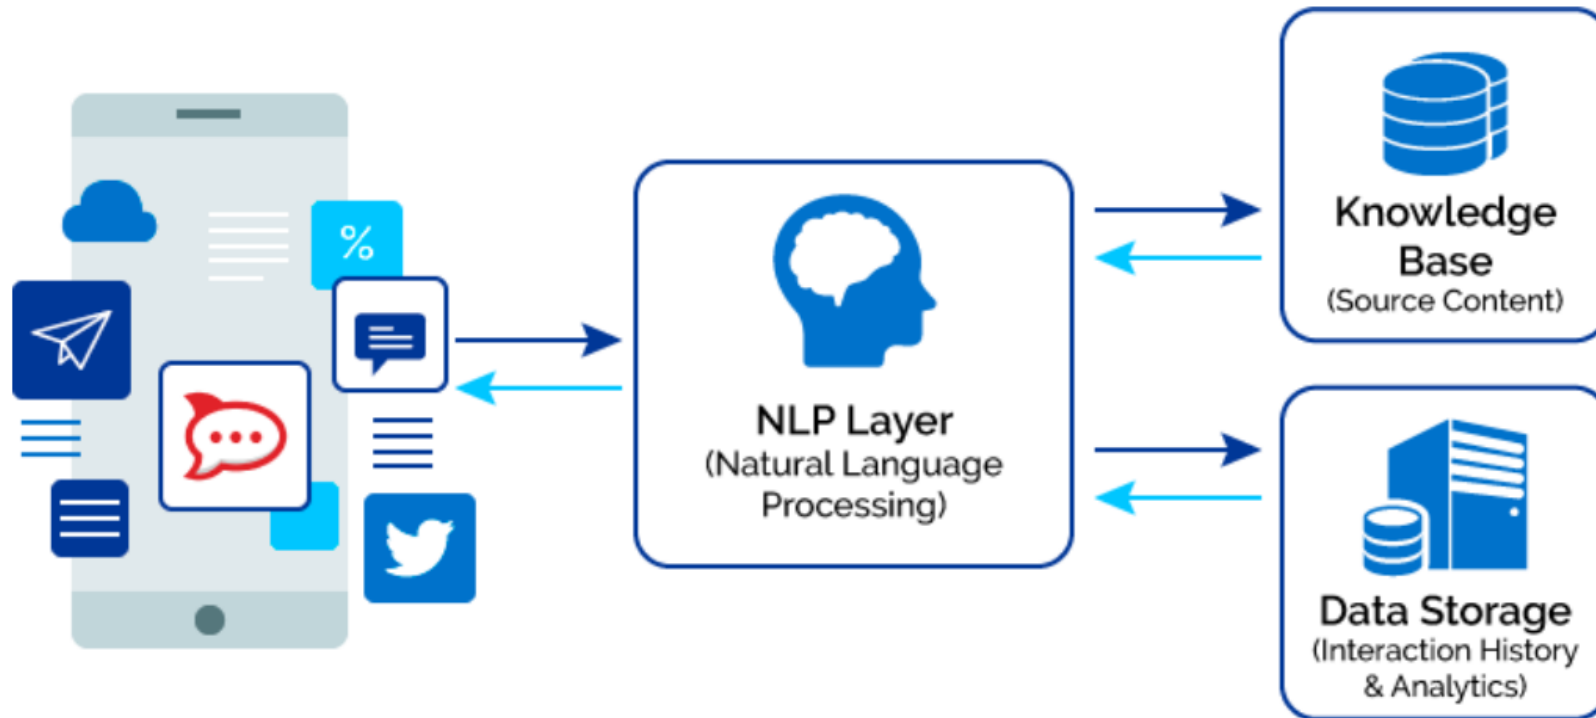 %
NLP Layer
(Natural Language
Processing)
Knowledge
Base
(Source Content)
Data Storage
(Interaction History
& Analytics)